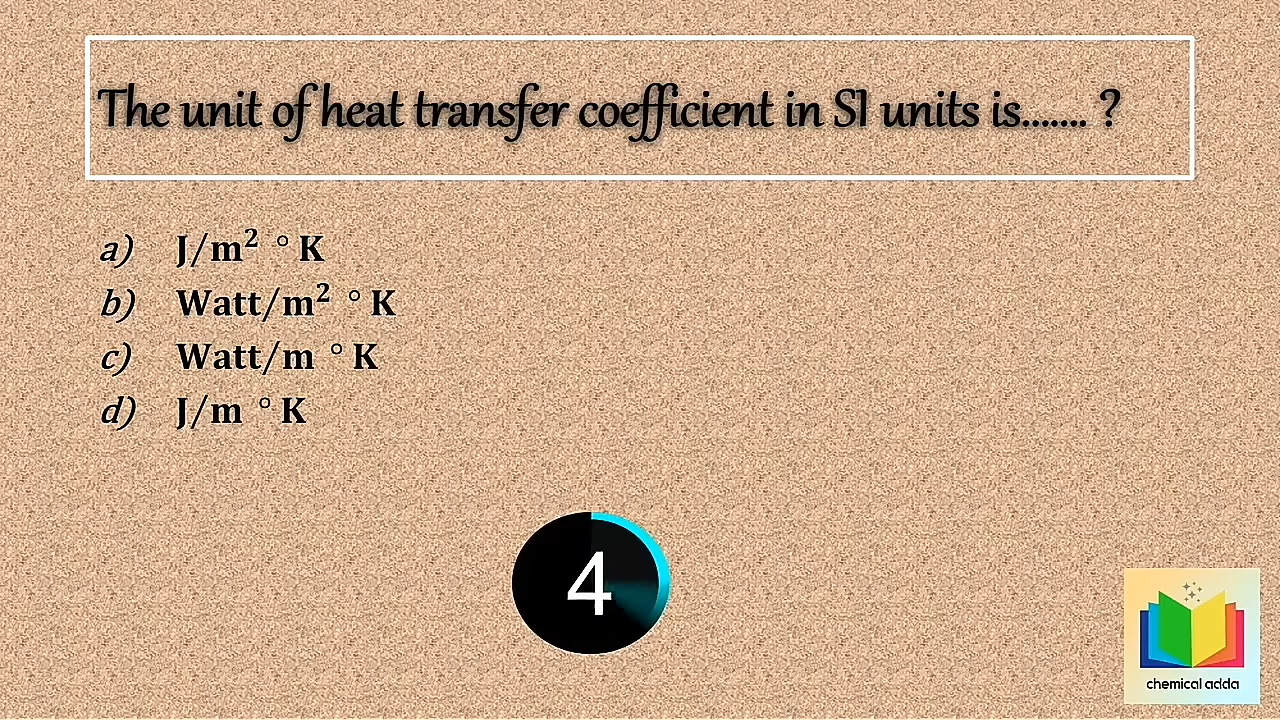 The unit of heat transfer coefficient in SI units is....... ?
a) J/m² °K
b) Watt/m² °K
c) Watt/m °K
d) J/m °K
4
chemical adda